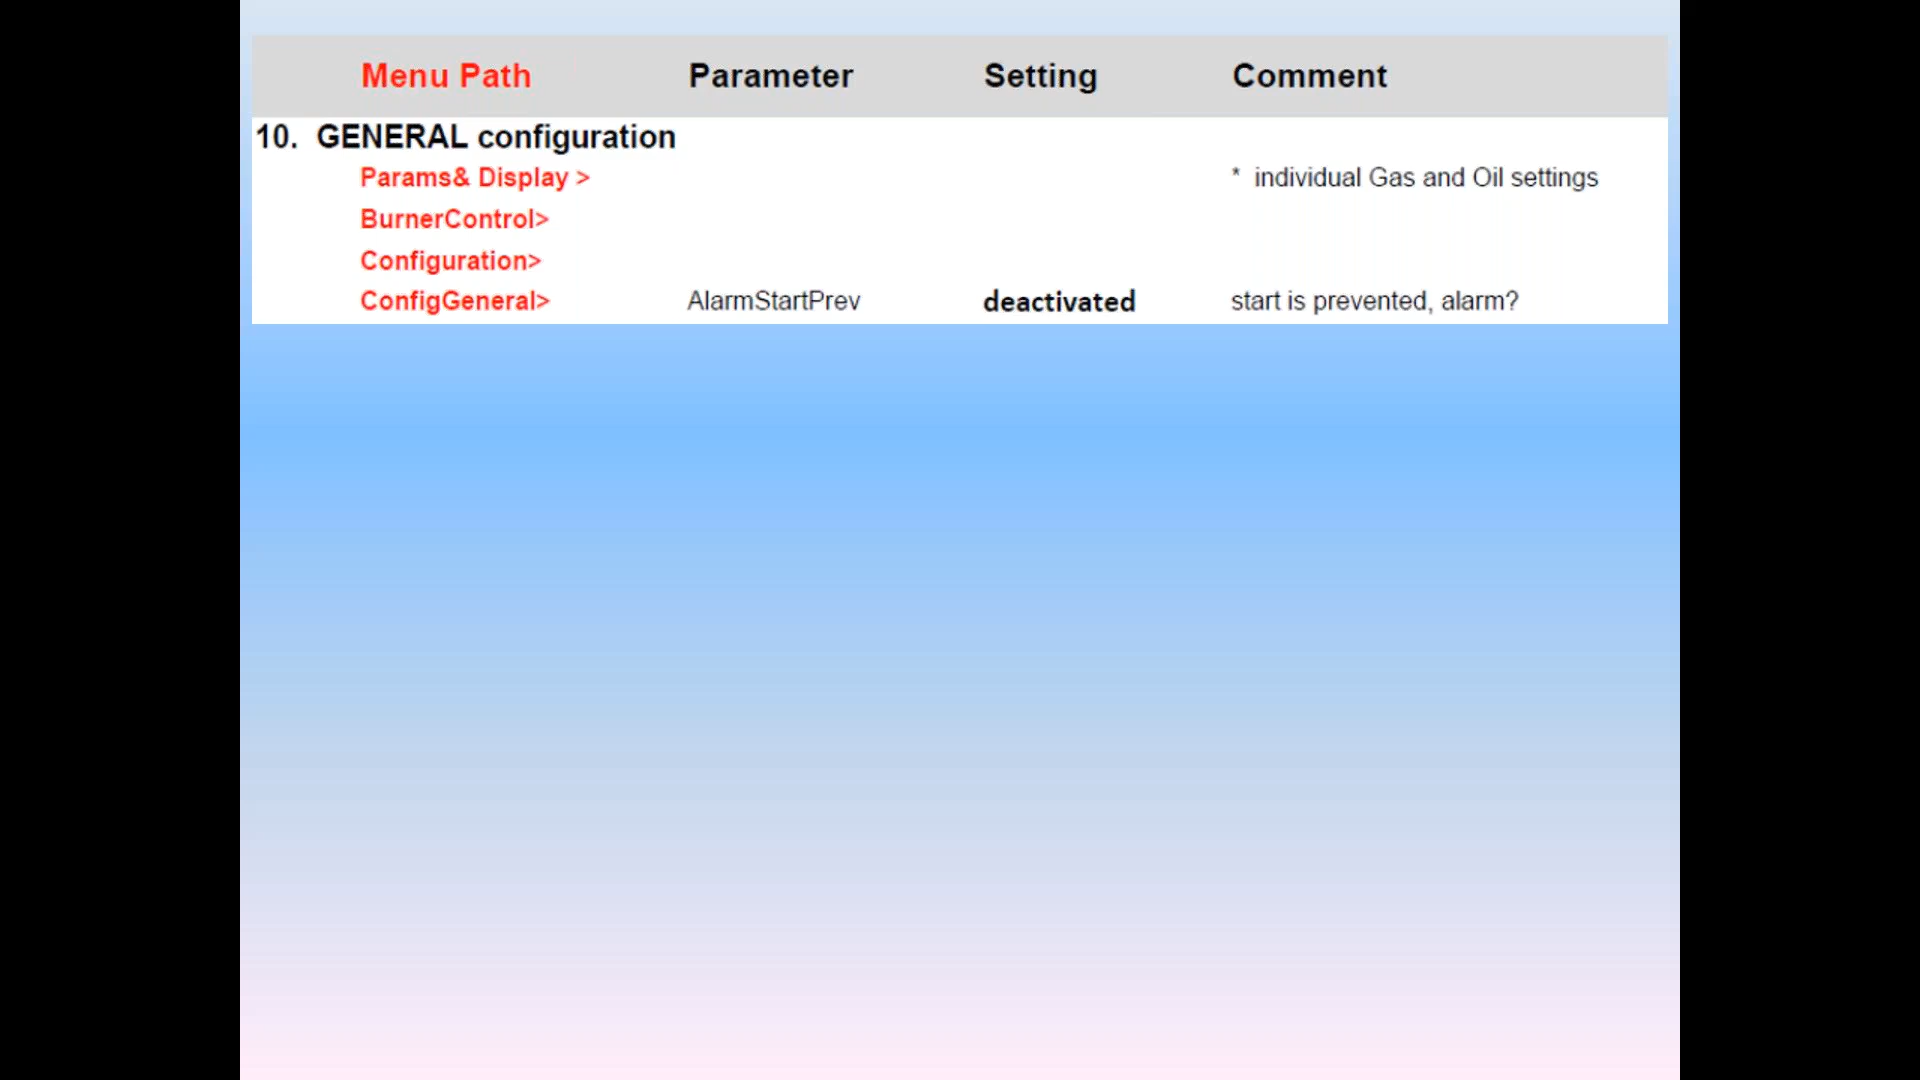 Menu Path Parameter Setting Comment
10. GENERAL configuration
Params& Display > * individual Gas and Oil settings
BurnerControl>
Configuration>
ConfigGeneral> AlarmStartPrev deactivated start is prevented, alarm?